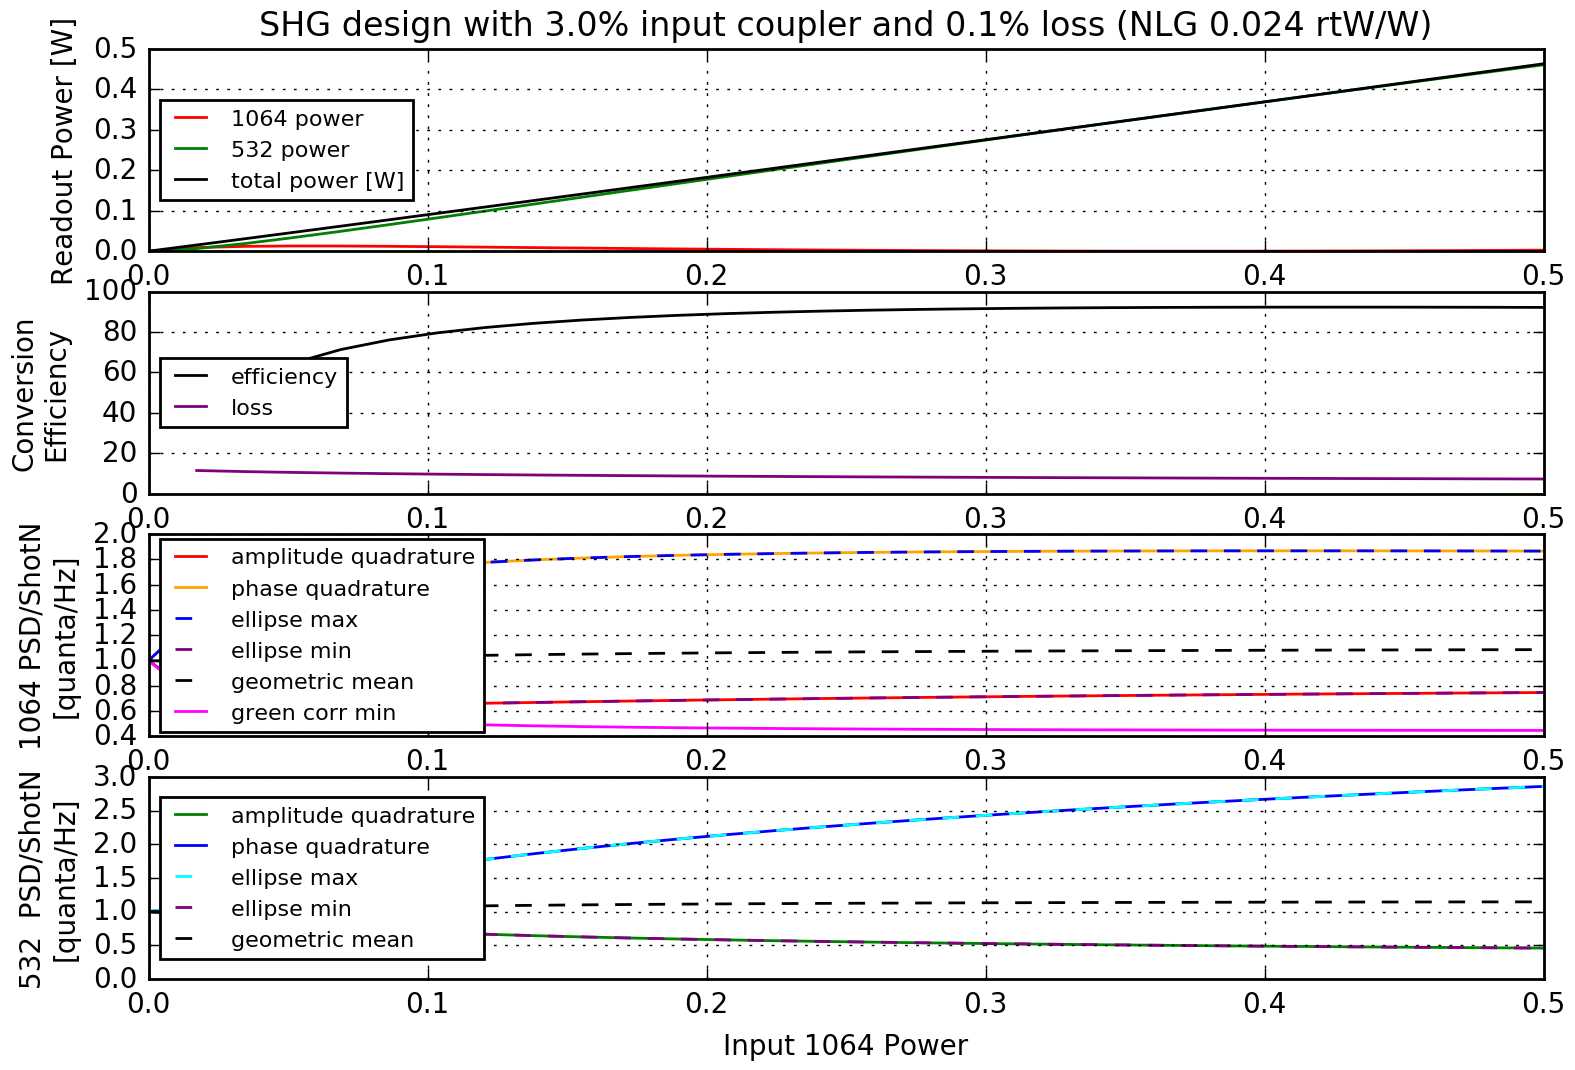 SHG design with 3.0% input coupler and 0.1% loss (NLG 0.024 rtW/W)
Readout Power [W]
0.5
0.4
0.3
0.2
0.1
0.0
1064 power
532 power
total power [W]
0.0 0.1 0.2 0.3 0.4 0.5
Conversion
Efficiency
100
80
60
40
20
0
efficiency
loss
0.0 0.1 0.2 0.3 0.4 0.5
1064 PSD/ShotN
[quanta/Hz]
2.0
1.8
1.6
1.4
1.2
1.0
0.8
0.6
0.4
amplitude quadrature
phase quadrature
ellipse max
ellipse min
geometric mean
green corr min
0.0 0.1 0.2 0.3 0.4 0.5
532 PSD/ShotN
[quanta/Hz]
3.0
2.5
2.0
1.5
1.0
0.5
0.0
amplitude quadrature
phase quadrature
ellipse max
ellipse min
geometric mean
0.0 0.1 0.2 0.3 0.4 0.5
Input 1064 Power